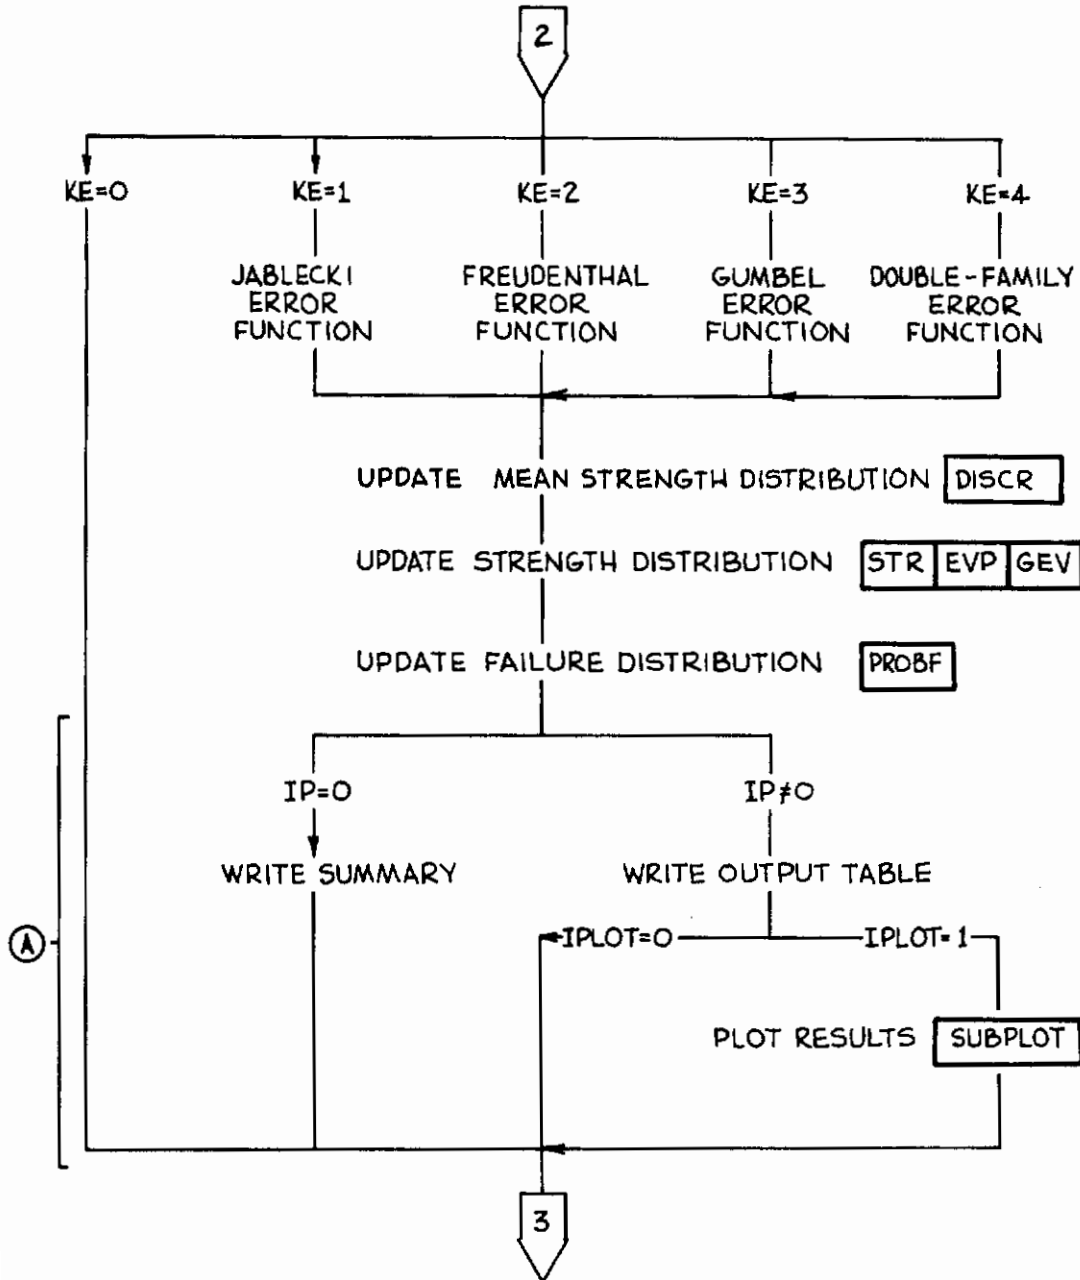 2
KE=0 KE=1 KE=2 KE=3 KE=4
JABLECKI FREUDENTHAL GUMBEL DOUBLE-FAMILY
ERROR ERROR ERROR ERROR
FUNCTION FUNCTION FUNCTION FUNCTION
UPDATE MEAN STRENGTH DISTRIBUTION DISCR
UPDATE STRENGTH DISTRIBUTION STR EVP GEV
UPDATE FAILURE DISTRIBUTION PROBF
IP=0 IP≠0
WRITE SUMMARY WRITE OUTPUT TABLE
A IPLOT=0 IPLOT=1
PLOT RESULTS SUBPLOT
3